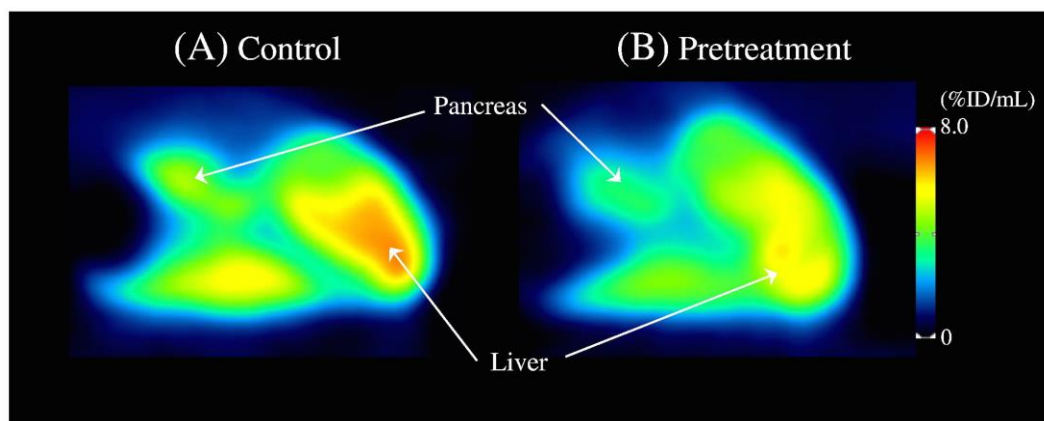 (A) Control
(B) Pretreatment
Pancreas
(%ID/mL)
8.0
0
Liver